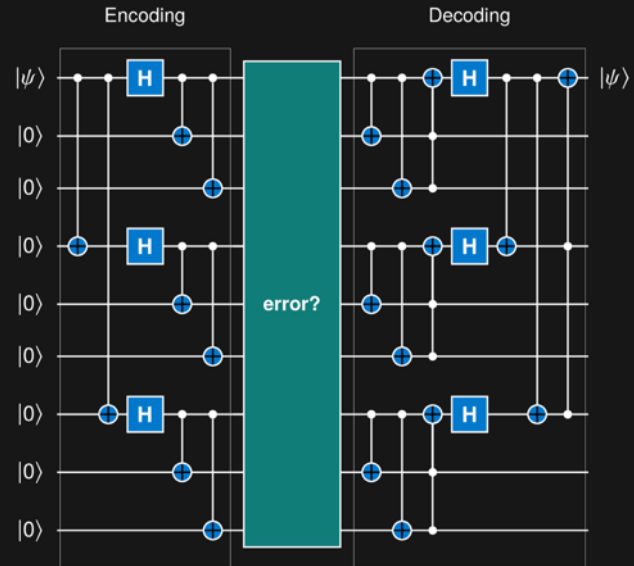 Encoding Decoding
|ψ⟩ H H |ψ⟩
|0⟩
|0⟩
|0⟩ H H
|0⟩ error?
|0⟩
|0⟩ H H
|0⟩
|0⟩